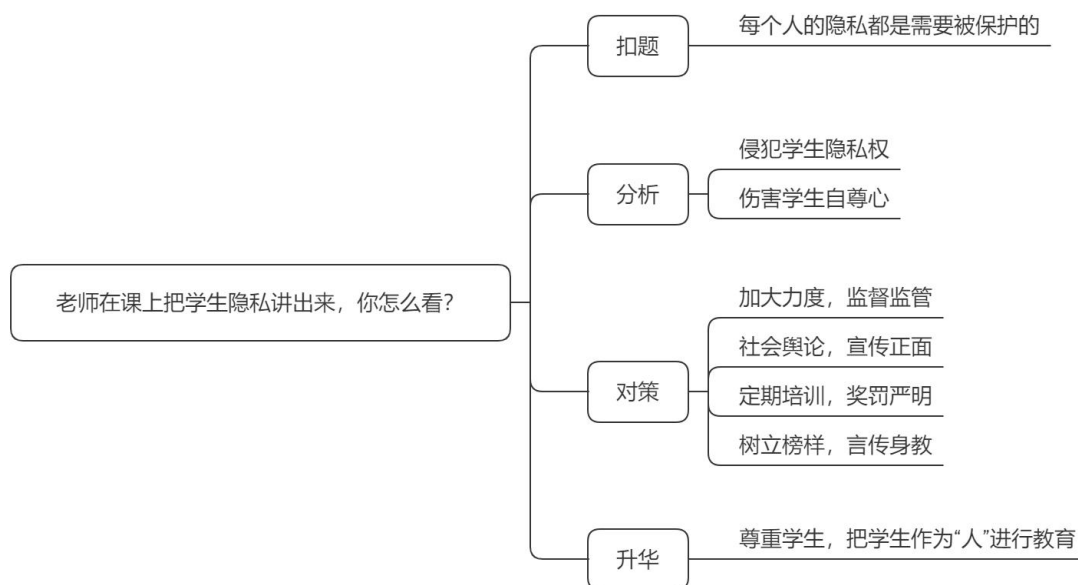 老师在课上把学生隐私讲出来，你怎么看？
扣题
每个人的隐私都是需要被保护的
分析
侵犯学生隐私权
伤害学生自尊心
对策
加大力度，监督监管
社会舆论，宣传正面
定期培训，奖罚严明
树立榜样，言传身教
升华
尊重学生，把学生作为“人”进行教育